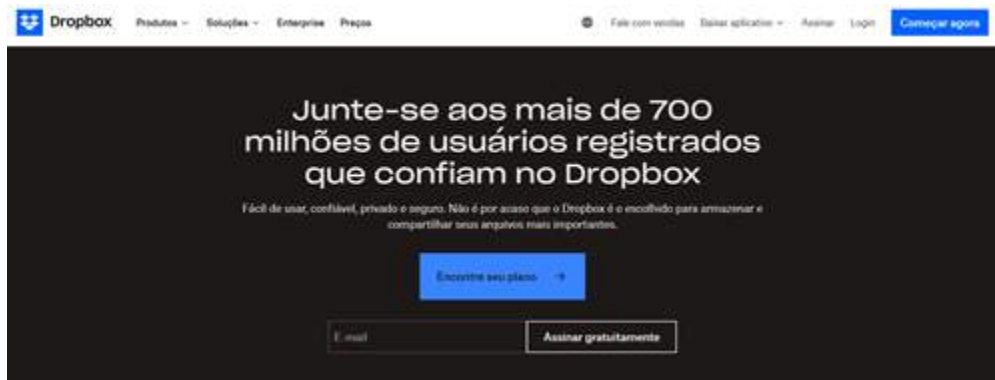 Dropbox Produtos Soluções Enterprise Preços Fale com vendas Baixar aplicativo Assinar Login Começar agora
Junte-se aos mais de 700
milhões de usuários registrados
que confiam no Dropbox
Fácil de usar, confiável, privado e seguro. Não é por acaso que o Dropbox é o escolhido para armazenar e
compartilhar seus arquivos mais importantes.
Encontre seu plano →
E-mail Assinar gratuitamente